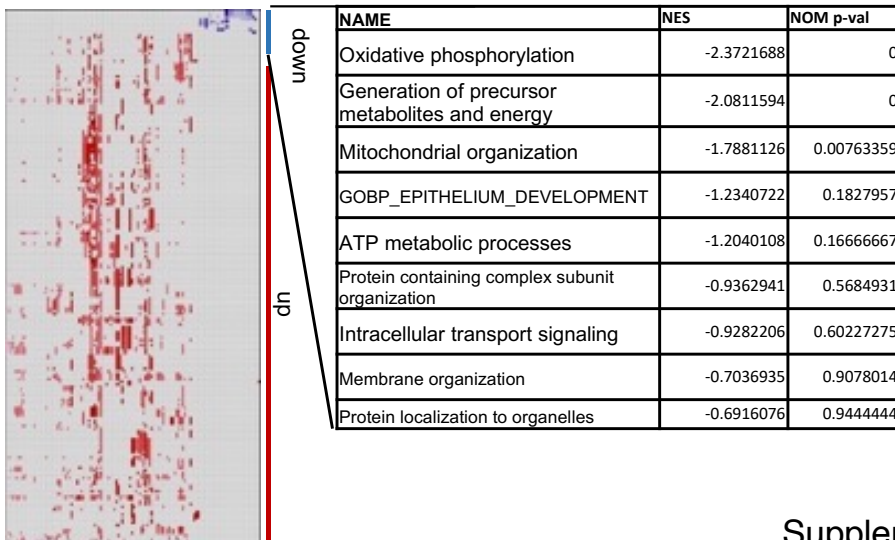 down
NAME NES NOM p-val
Oxidative phosphorylation -2.3721688 0
Generation of precursor
metabolites and energy -2.0811594 0
Mitochondrial organization -1.7881126 0.00763359
GOBP_EPITHELIUM_DEVELOPMENT -1.2340722 0.1827957
ATP metabolic processes -1.2040108 0.16666667
Protein containing complex subunit
organization -0.9362941 0.5684931
up
Intracellular transport signaling -0.9282206 0.60227275
Membrane organization -0.7036935 0.9078014
Protein localization to organelles -0.6916076 0.9444444
Suppler